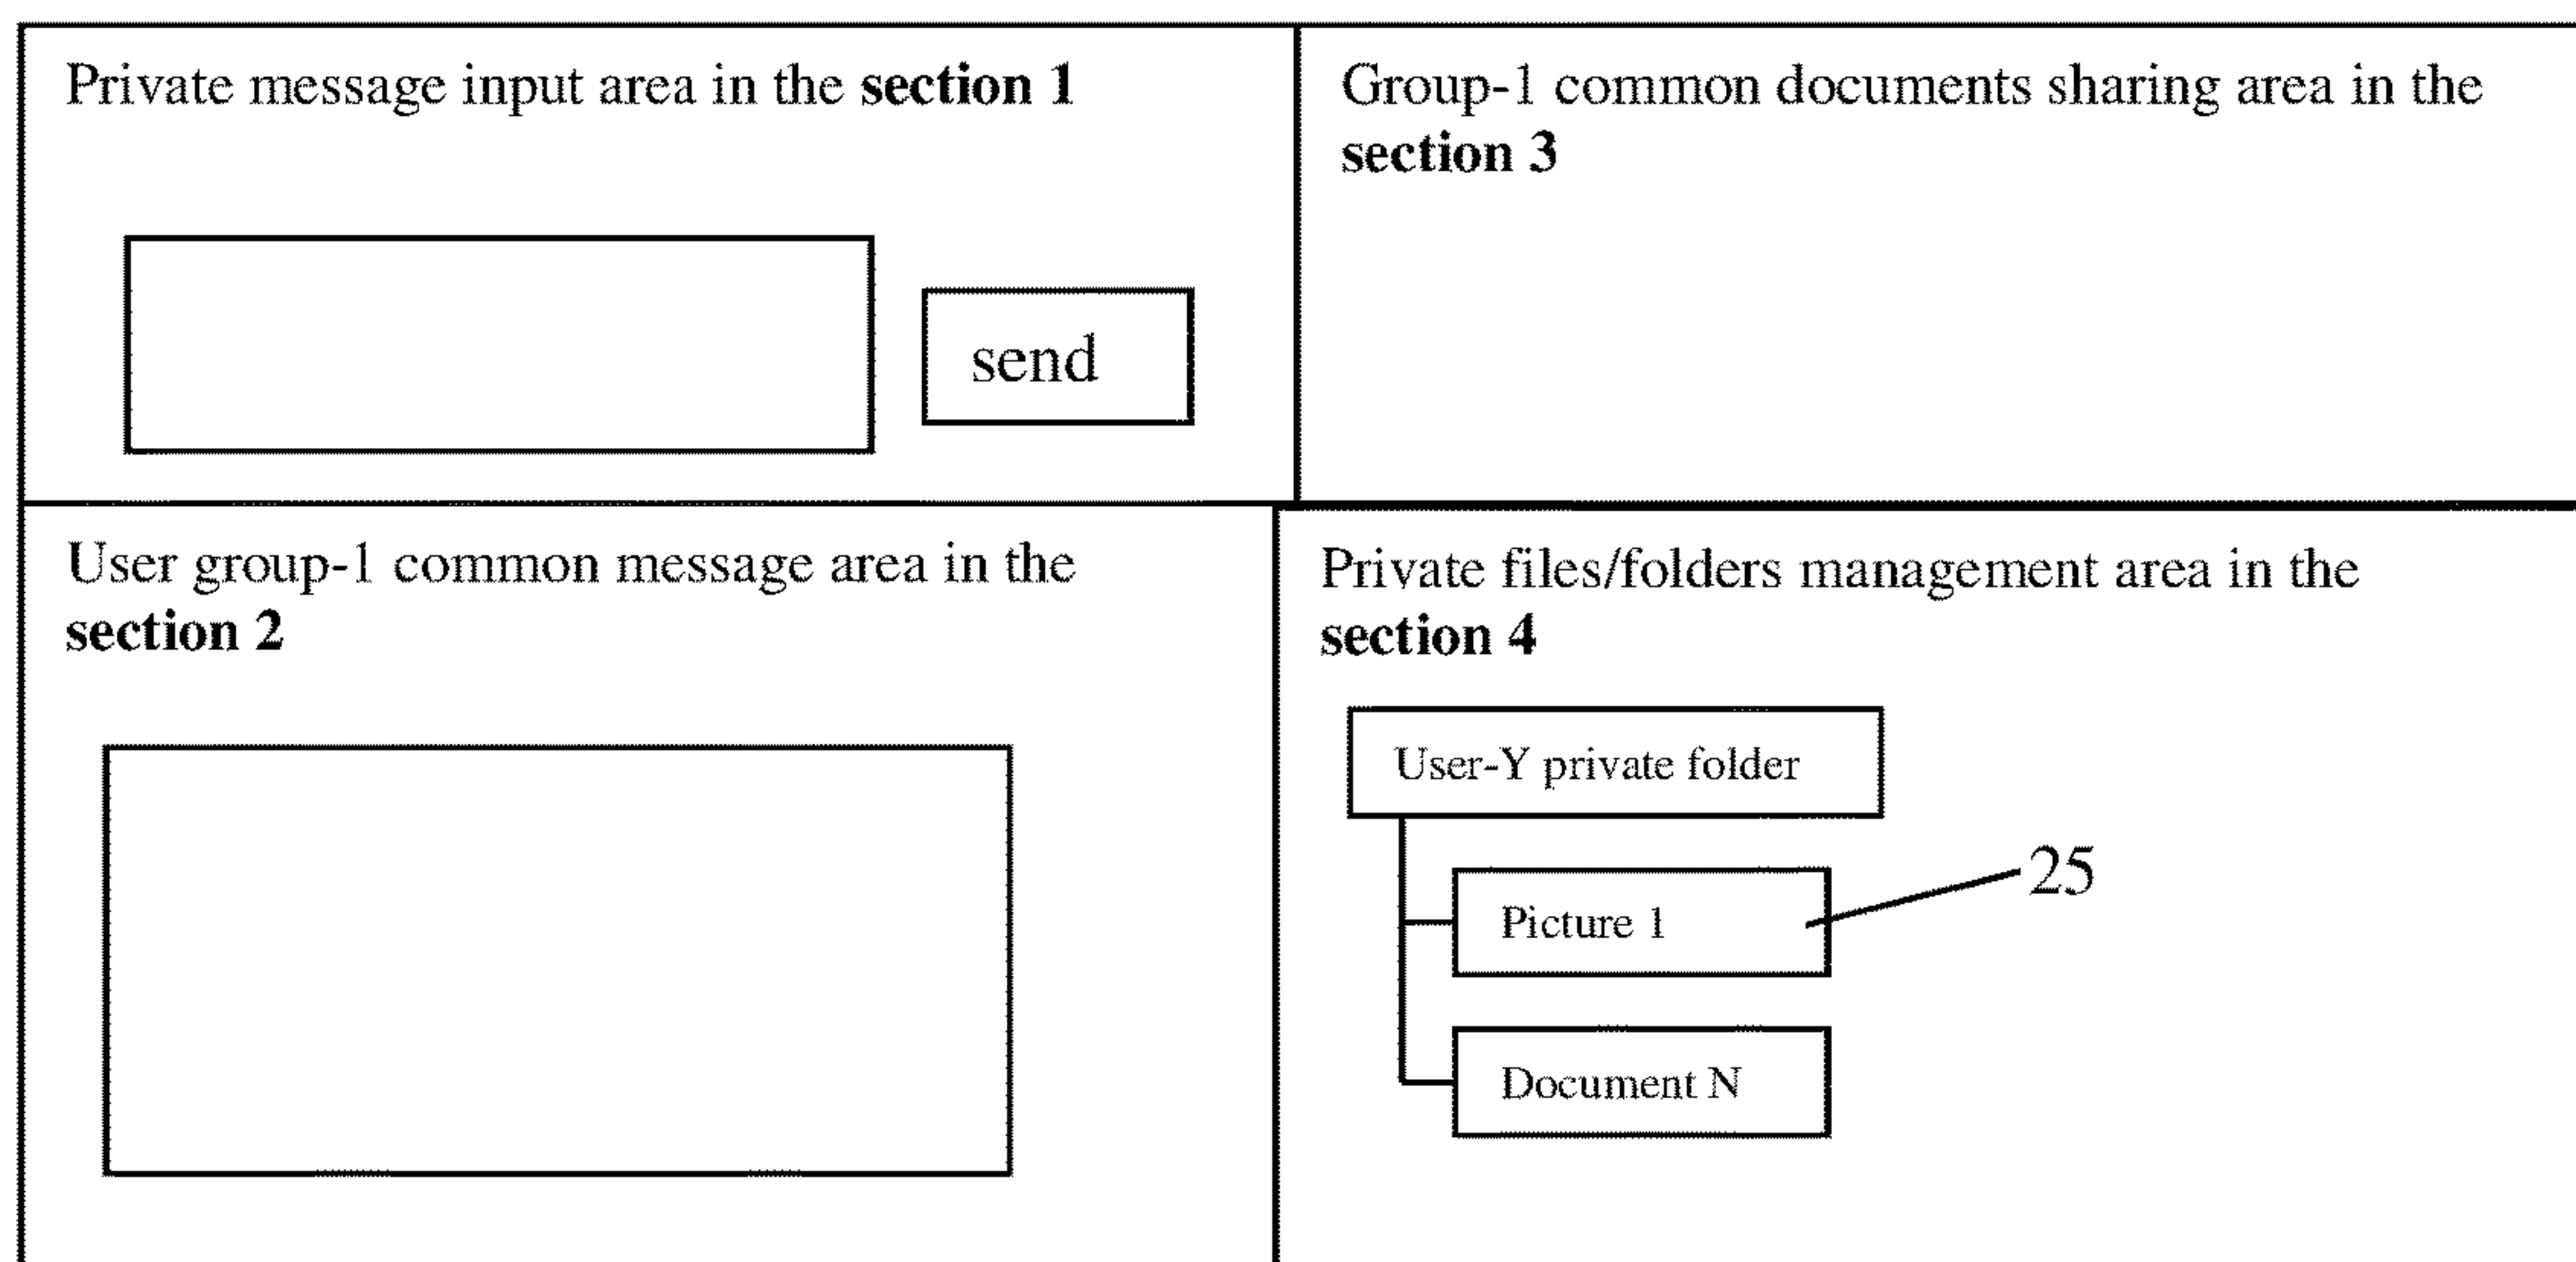 Private message input area in the section 1
send
Group-1 common documents sharing area in the
section 3
User group-1 common message area in the
section 2
Private files/folders management area in the
section 4
User-Y private folder
Picture 1
25
Document N